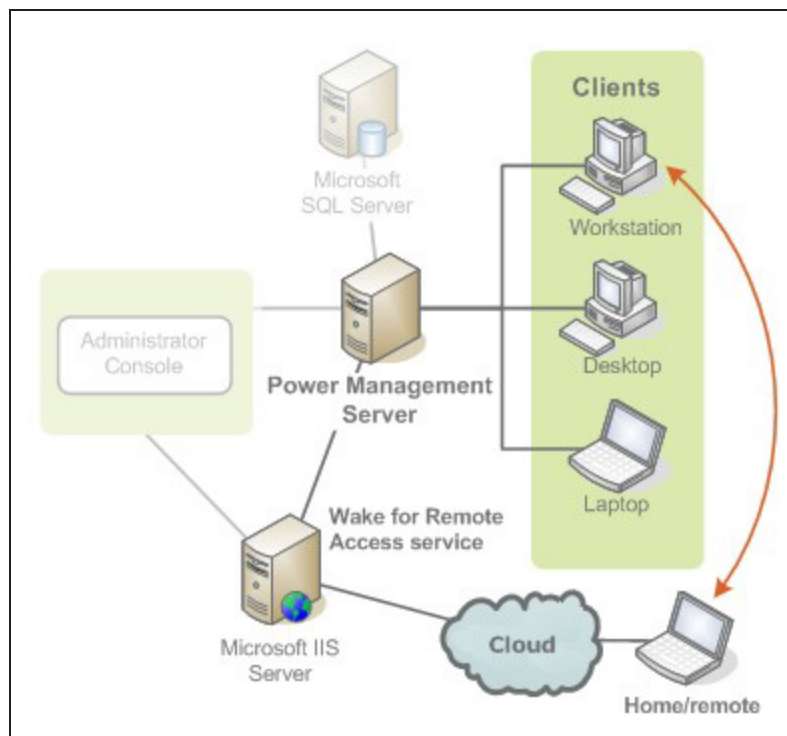 Clients
Microsoft
SQL Server
Workstation
Administrator
Console
Desktop
Power Management
Server
Laptop
Wake for Remote
Access service
Microsoft IIS
Server
Cloud
Home/remote